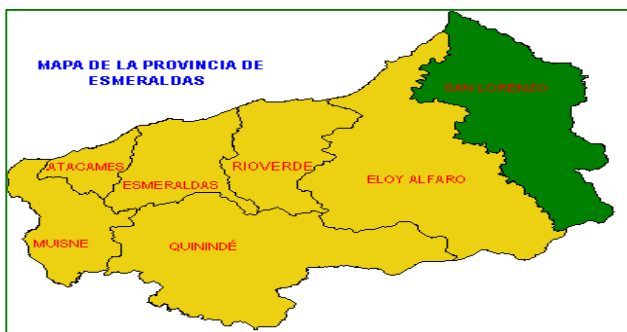 MAPA DE LA PROVINCIA DE
ESMERALDAS
SAN LORENZO
ATACAMES
RIOVERDE
ESMERALDAS
ELOY ALFARO
MUISNE
QUININDÉ